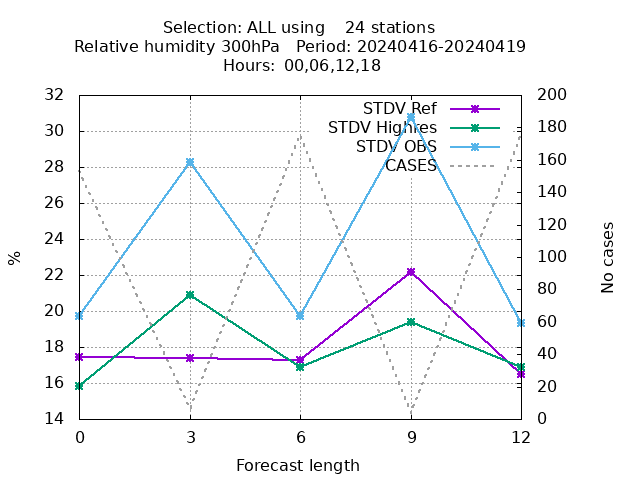 Selection: ALL using    24 stations
Relative humidity 300hPa   Period: 20240416-20240419
Hours: 00,06,12,18
32
30
28
26
24
22
20
18
16
14
%
200
180
160
140
120
100
80
60
40
20
0
No cases
STDV Ref
STDV Highres
STDV OBS
CASES
0 3 6 9 12
Forecast length